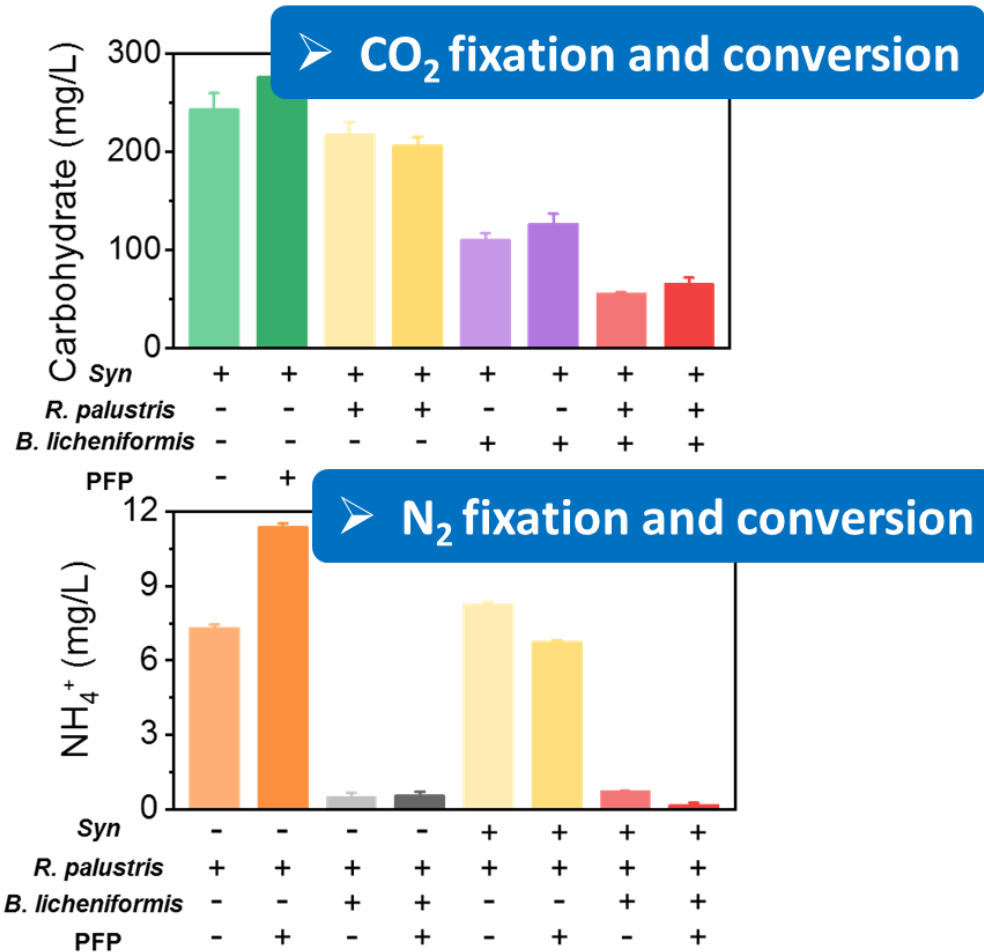 ➤ CO₂ fixation and conversion
Carbohydrate (mg/L)
300
200
100
0
Syn + + + + + + + +
R. palustris - - + + - - + +
B. licheniformis - - - - + + + +
PFP - +
➤ N₂ fixation and conversion
NH₄⁺ (mg/L)
12
9
6
3
0
Syn - - - - + + + +
R. palustris + + + + + + + +
B. licheniformis - - + + - - + +
PFP - + - + - + - +